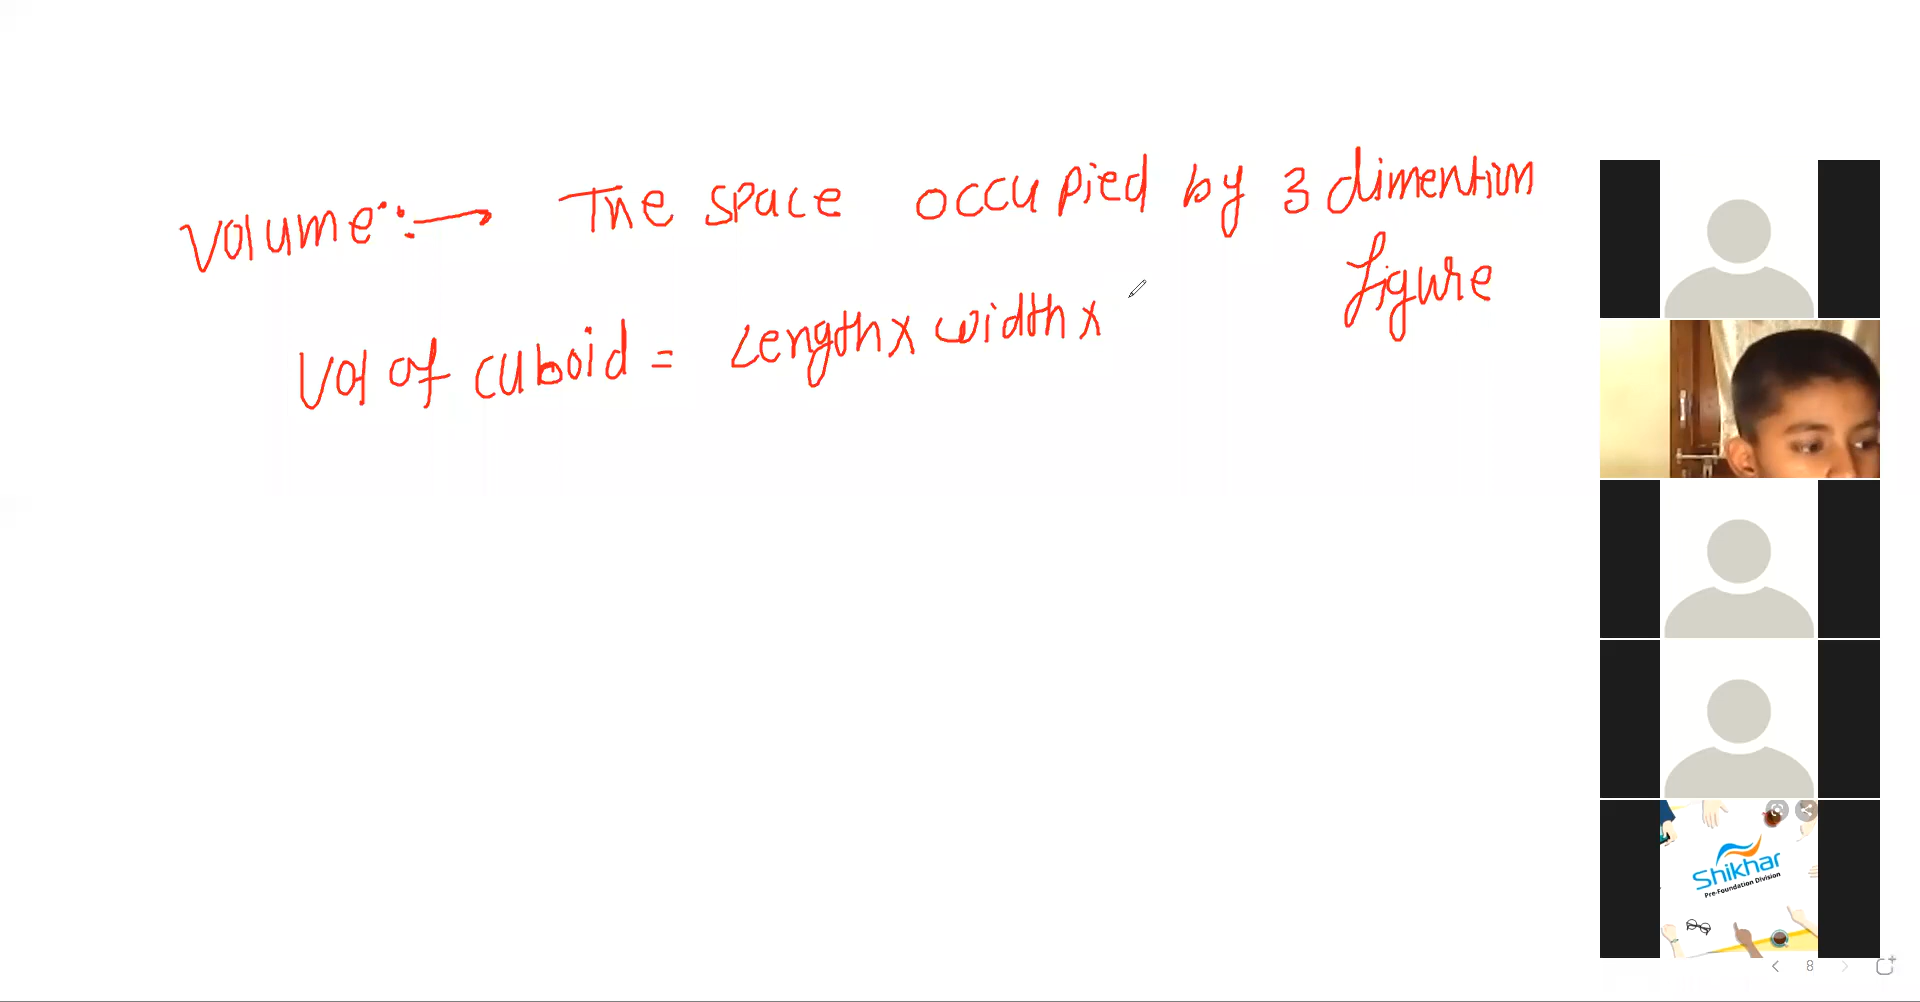 Volume :→ The space occupied by 3 dimention
figure
Vol of cuboid = Length x width x
Shikhar
Pre-Foundation Division
8